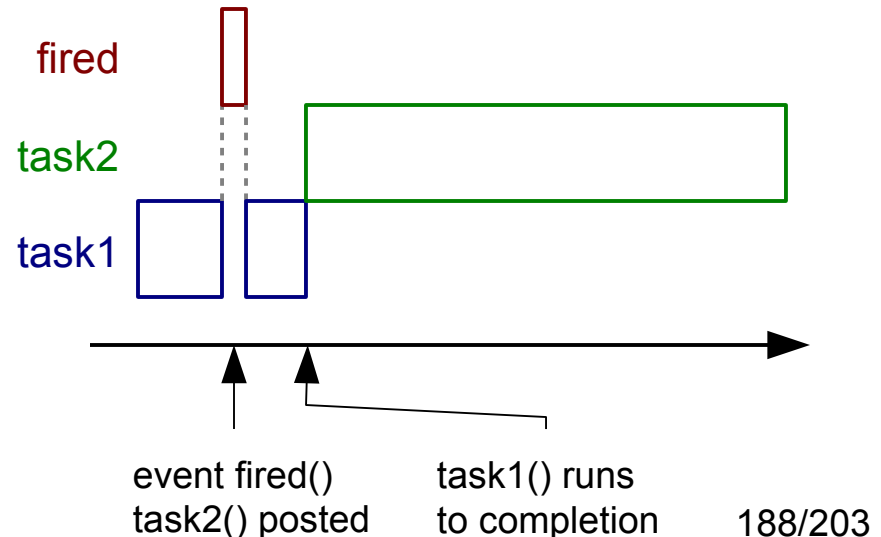 fired
task2
task1
event fired()
task2() posted
task1() runs
to completion
188/203